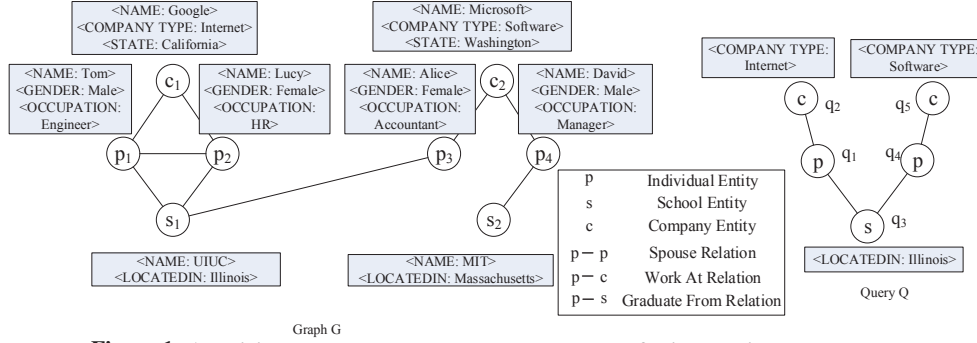 <NAME: Google>
<COMPANY TYPE: Internet>
<STATE: California>
<NAME: Microsoft>
<COMPANY TYPE: Software>
<STATE: Washington>
<NAME: Tom>
<GENDER: Male>
<OCCUPATION:
Engineer>
c1
<NAME: Lucy>
<GENDER: Female>
<OCCUPATION:
HR>
<NAME: Alice>
<GENDER: Female>
<OCCUPATION:
Accountant>
c2
<NAME: David>
<GENDER: Male>
<OCCUPATION:
Manager>
p1
p2
p3
p4
s1
s2
<NAME: UIUC>
<LOCATEDIN: Illinois>
<NAME: MIT>
<LOCATEDIN: Massachusetts>
p Individual Entity
s School Entity
c Company Entity
p — p Spouse Relation
p — c Work At Relation
p — s Graduate From Relation
<COMPANY TYPE:
Internet>
<COMPANY TYPE:
Software>
c q2
q5 c
p q1
q4 p
s q3
<LOCATEDIN: Illinois>
Query Q
Graph G